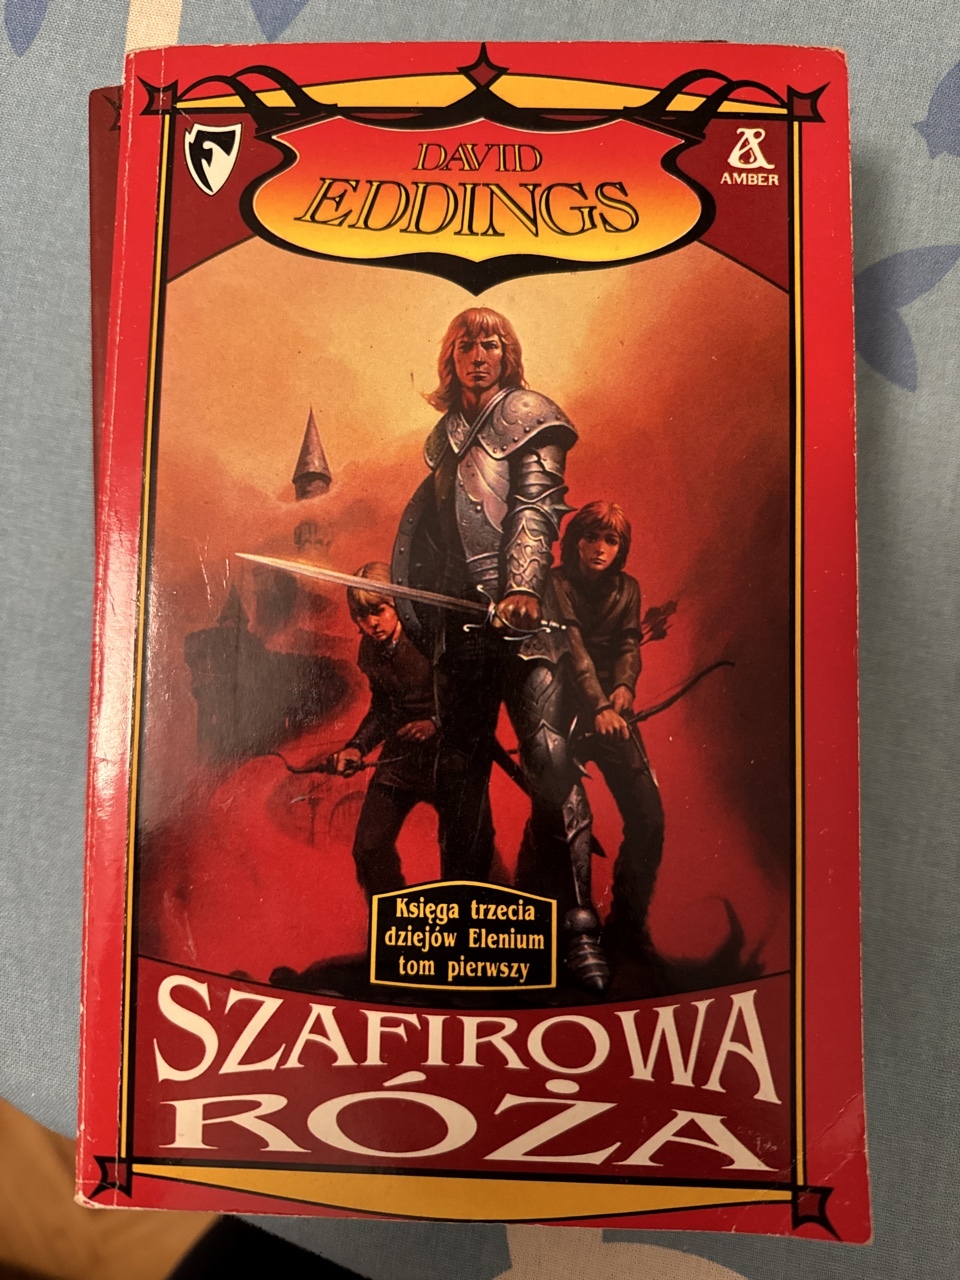 DAVID
EDDINGS
AMBER
Księga trzecia
dziejów Elenium
tom pierwszy
SZAFIROWA
RÓŻA